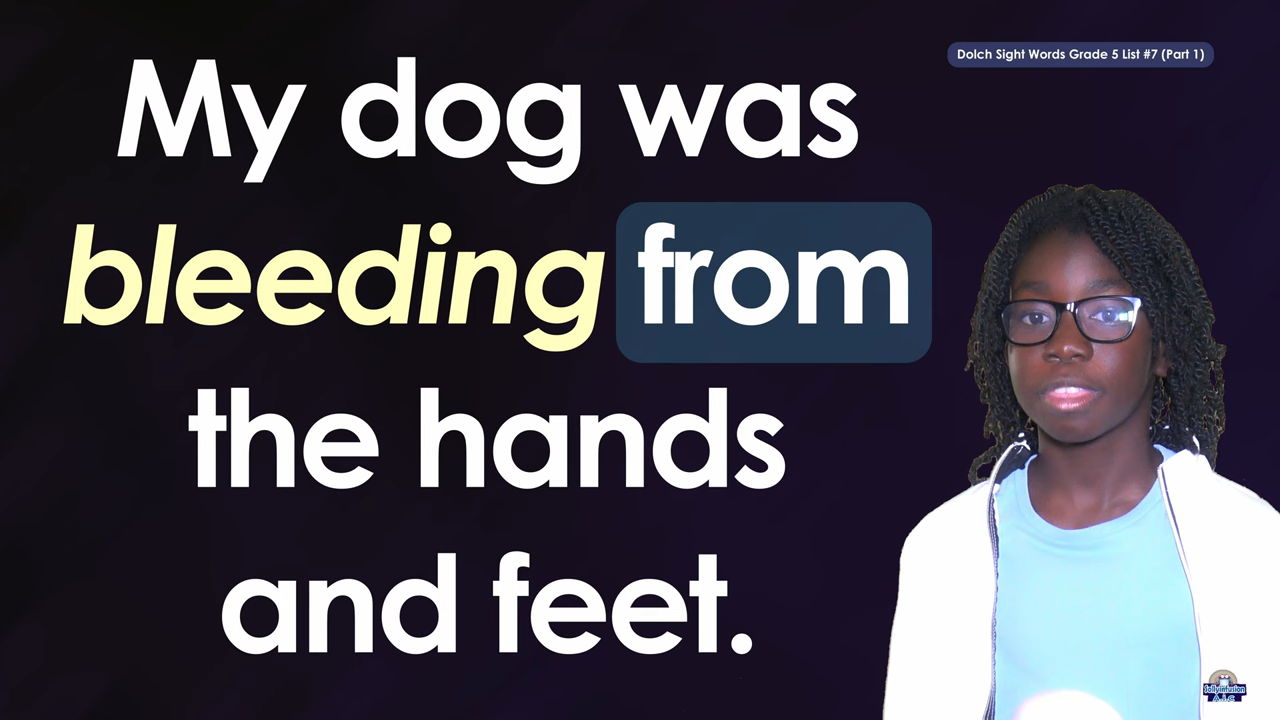 Dolch Sight Words Grade 5 List #7 (Part 1)
My dog was
bleeding from
the hands
and feet.